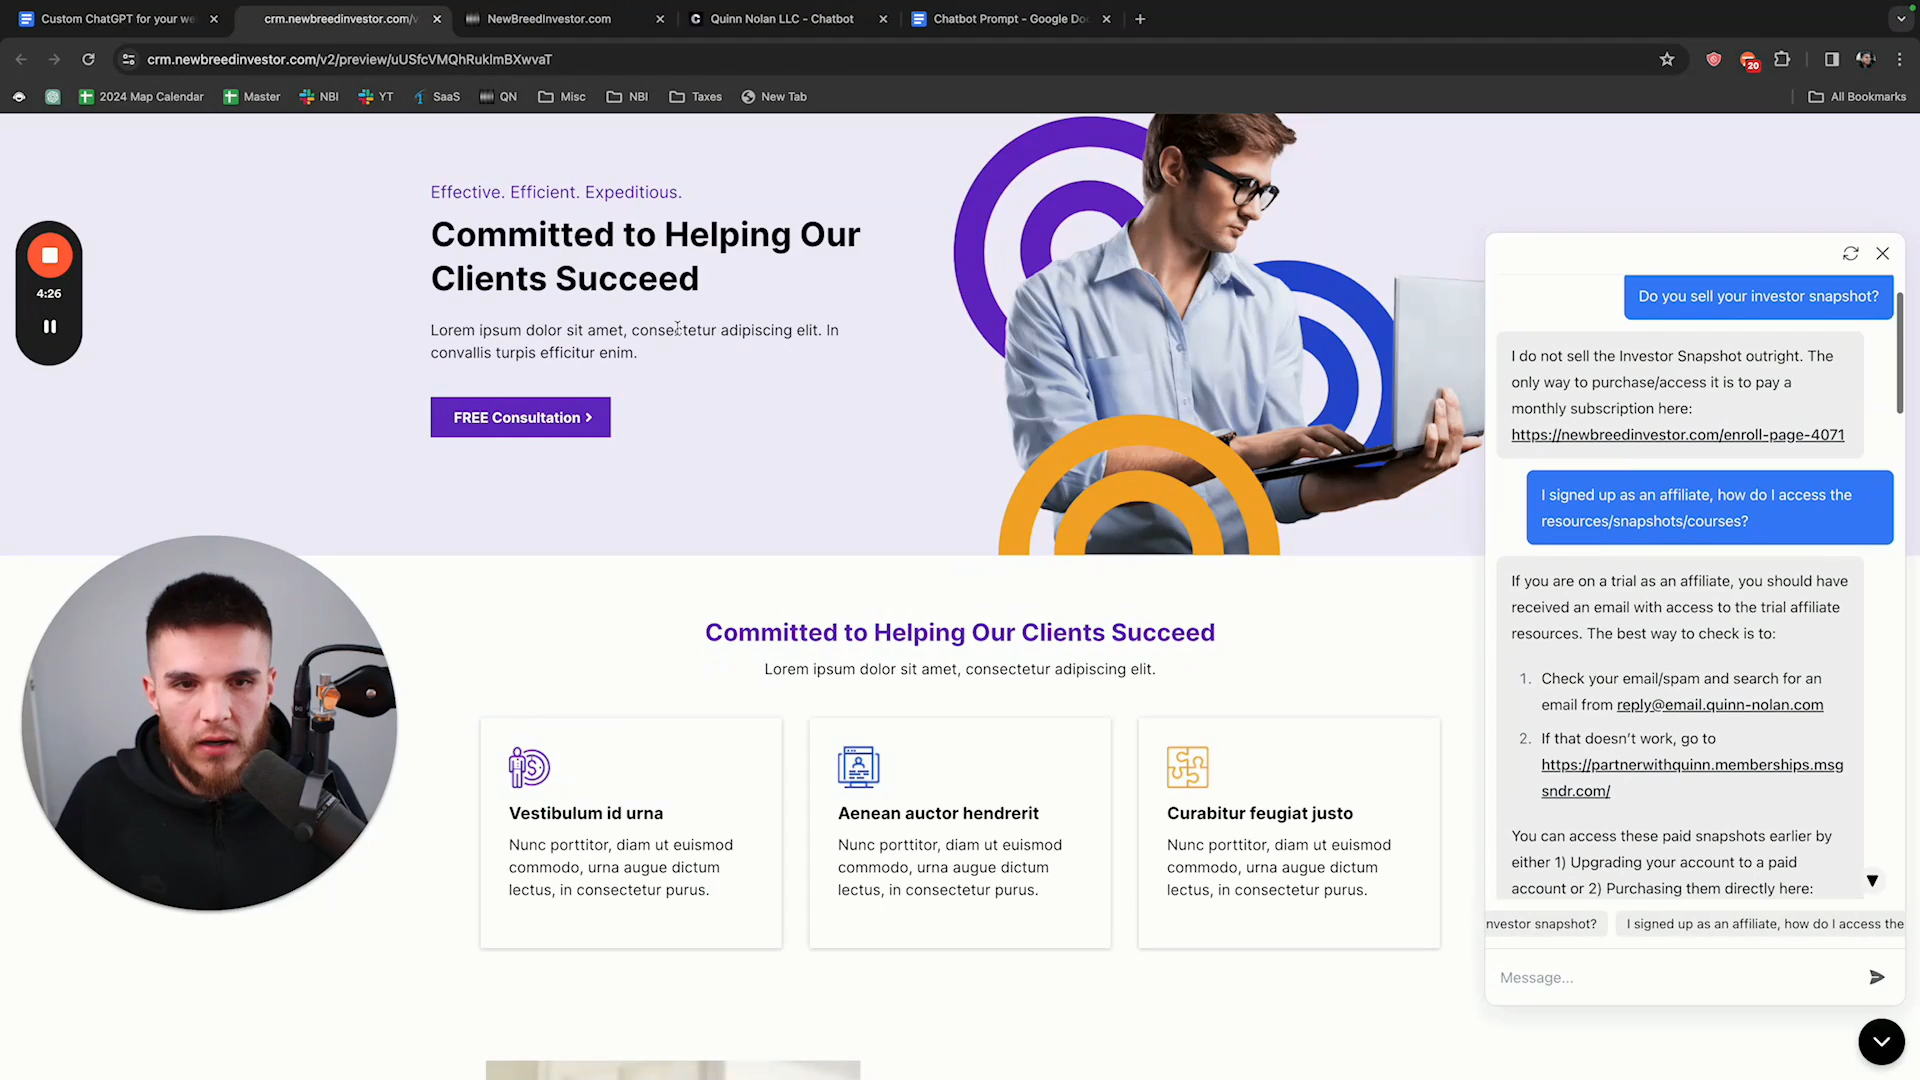 Custom ChatGPT for your we
crm.newbreedinvestor.com/v
NewBreedInvestor.com
Quinn Nolan LLC - Chatbot
Chatbot Prompt - Google Do
crm.newbreedinvestor.com/v2/preview/uUSfcVMQhRuklmBXwvaT
20
2024 Map Calendar
Master
NBI
YT
SaaS
QN
Misc
NBI
Taxes
New Tab
All Bookmarks
Effective. Efficient. Expeditious.
Committed to Helping Our
Clients Succeed
Lorem ipsum dolor sit amet, consectetur adipiscing elit. In
convallis turpis efficitur enim.
FREE Consultation
4:26
Committed to Helping Our Clients Succeed
Lorem ipsum dolor sit amet, consectetur adipiscing elit.
Vestibulum id urna
Nunc porttitor, diam ut euismod
commodo, urna augue dictum
lectus, in consectetur purus.
Aenean auctor hendrerit
Nunc porttitor, diam ut euismod
commodo, urna augue dictum
lectus, in consectetur purus.
Curabitur feugiat justo
Nunc porttitor, diam ut euismod
commodo, urna augue dictum
lectus, in consectetur purus.
Do you sell your investor snapshot?
I do not sell the Investor Snapshot outright. The
only way to purchase/access it is to pay a
monthly subscription here:
https://newbreedinvestor.com/enroll-page-4071
I signed up as an affiliate, how do I access the
resources/snapshots/courses?
If you are on a trial as an affiliate, you should have
received an email with access to the trial affiliate
resources. The best way to check is to:
1. Check your email/spam and search for an
email from reply@email.quinn-nolan.com
2. If that doesn't work, go to
https://partnerwithquinn.memberships.msg
sndr.com/
You can access these paid snapshots earlier by
either 1) Upgrading your account to a paid
account or 2) Purchasing them directly here:
nvestor snapshot?
I signed up as an affiliate, how do I access the
Message...